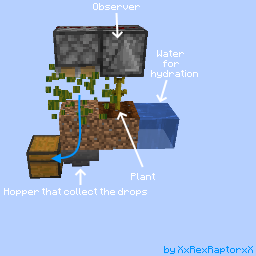 Observer
Water
for
hydration
Plant
Hopper that collect the drops
by XxRexRaptorxX